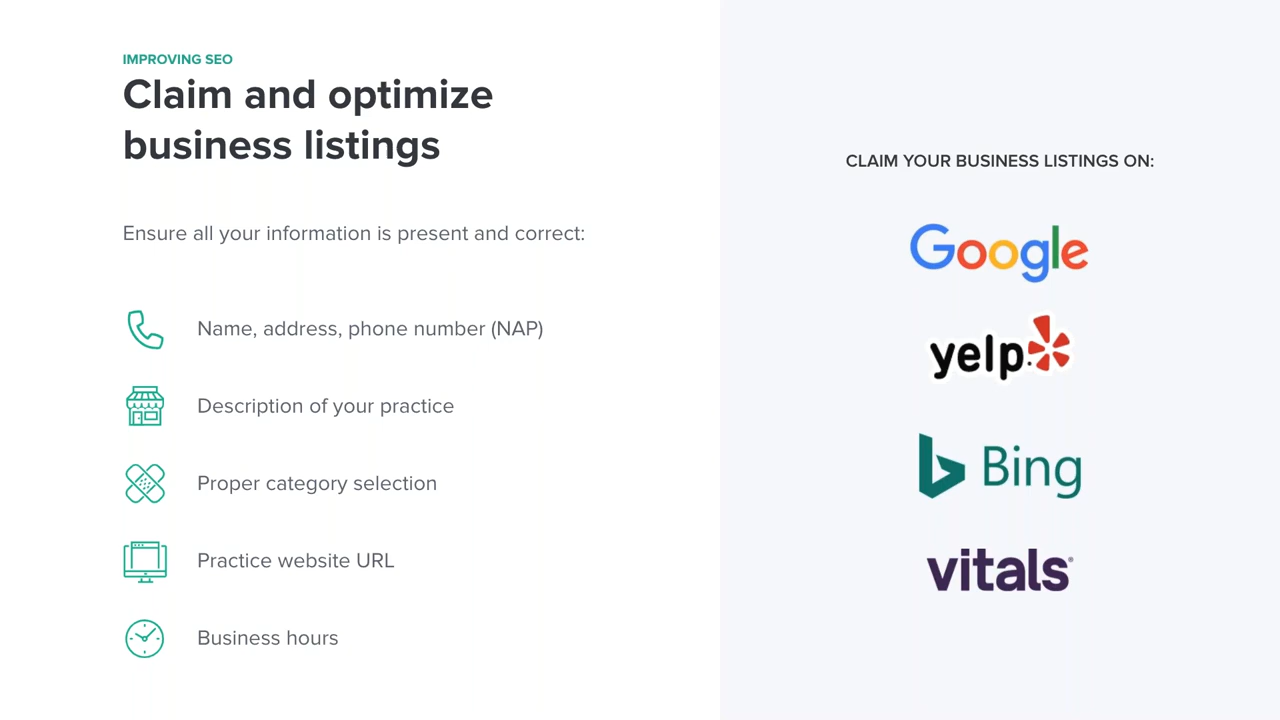 IMPROVING SEO
Claim and optimize
business listings
Ensure all your information is present and correct:
Name, address, phone number (NAP)
Description of your practice
Proper category selection
Practice website URL
Business hours
CLAIM YOUR BUSINESS LISTINGS ON:
Google
yelp
Bing
vitals®